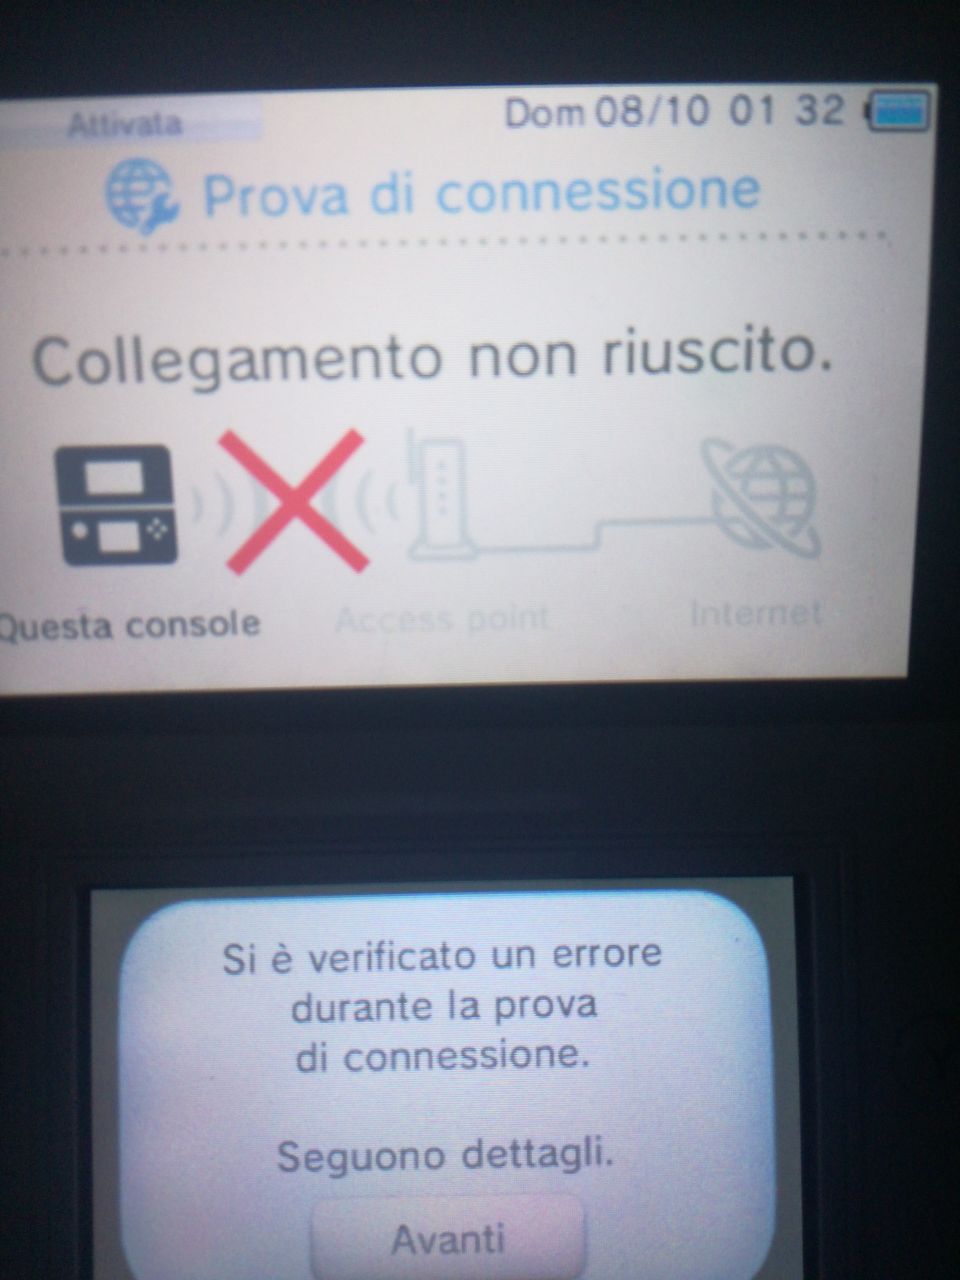 Attivata
Dom 08/10 01 32
Prova di connessione
Collegamento non riuscito.
Questa console
Access point
Internet
Si è verificato un errore
durante la prova
di connessione.
Seguono dettagli.
Avanti